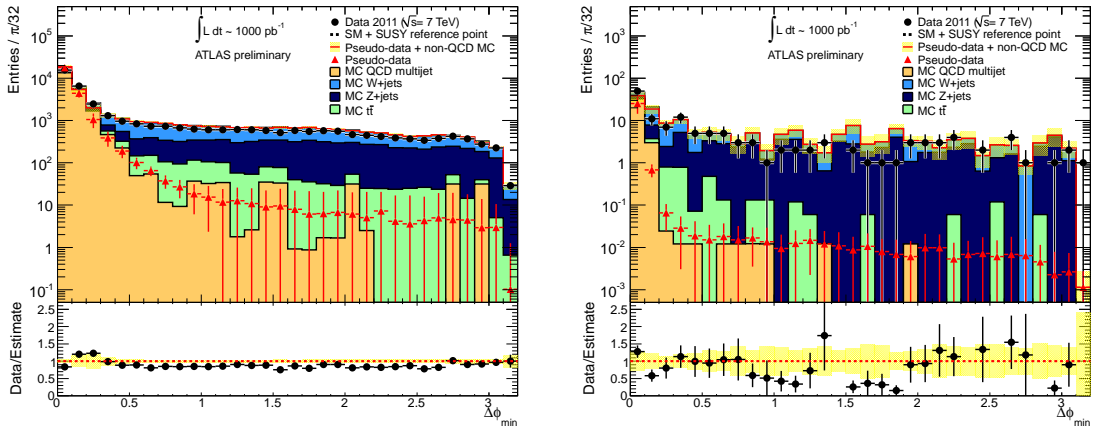 Entries / π/32
10⁵
10⁴
10³
10²
10
1
10⁻¹
∫ L dt ~ 1000 pb⁻¹
ATLAS preliminary
Data 2011 (√s= 7 TeV)
SM + SUSY reference point
Pseudo-data + non-QCD MC
Pseudo-data
MC QCD multijet
MC W+jets
MC Z+jets
MC tt̄
Data/Estimate
2.5
2
1.5
1
0.5
0
0 0.5 1 1.5 2 2.5 3
Δϕmin
Entries / π/32
10⁵
10⁴
10³
10²
10
1
10⁻¹
10⁻²
10⁻³
∫ L dt ~ 1000 pb⁻¹
ATLAS preliminary
Data 2011 (√s= 7 TeV)
SM + SUSY reference point
Pseudo-data + non-QCD MC
Pseudo-data
MC QCD multijet
MC W+jets
MC Z+jets
MC tt̄
Data/Estimate
2.5
2
1.5
1
0.5
0
0 0.5 1 1.5 2 2.5 3
Δϕmin